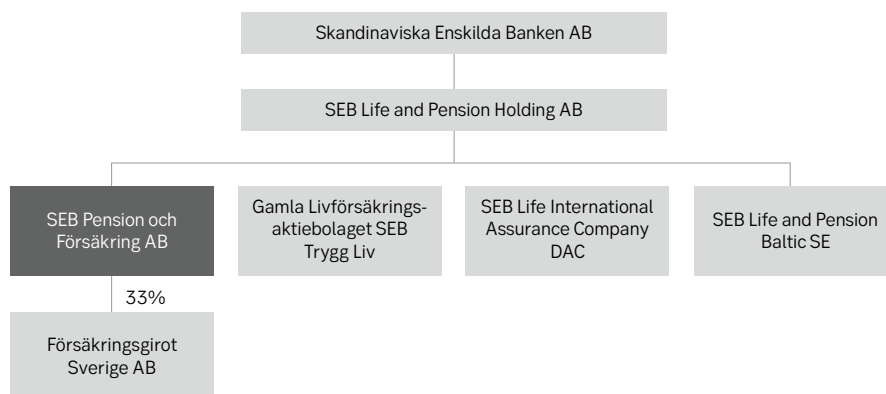 Skandinaviska Enskilda Banken AB
SEB Life and Pension Holding AB
SEB Pension och
Försäkring AB
Gamla Livförsäkrings-
aktiebolaget SEB
Trygg Liv
SEB Life International
Assurance Company
DAC
SEB Life and Pension
Baltic SE
33%
Försäkringsgirot
Sverige AB